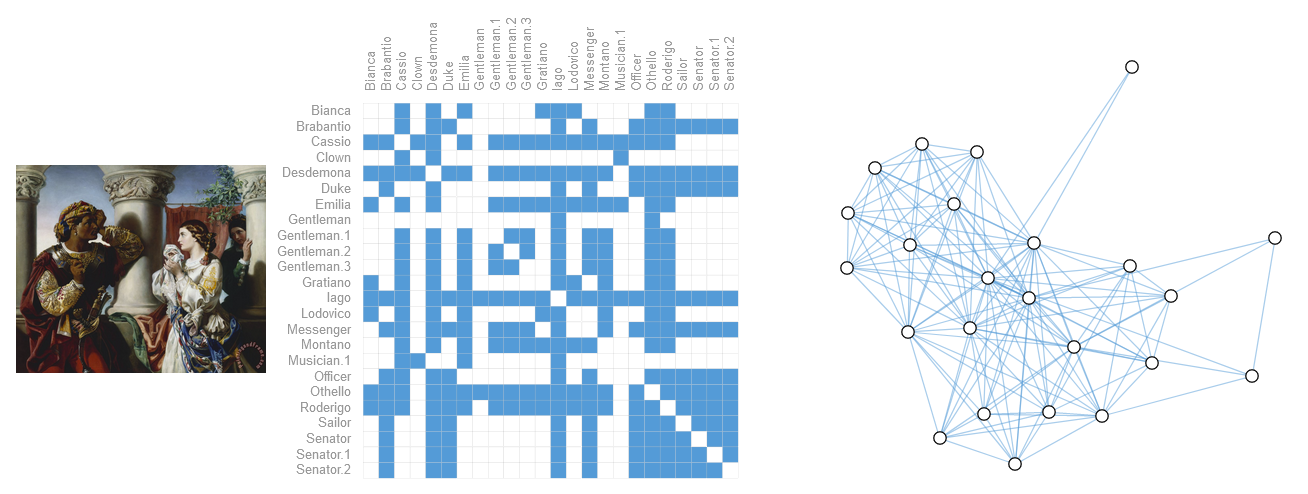 Bianca
Brabantio
Cassio
Clown
Desdemona
Duke
Emilia
Gentleman
Gentleman.1
Gentleman.2
Gentleman.3
Gratiano
Iago
Lodovico
Messenger
Montano
Musician.1
Officer
Othello
Roderigo
Sailor
Senator
Senator.1
Senator.2
Bianca
Brabantio
Cassio
Clown
Desdemona
Duke
Emilia
Gentleman
Gentleman.1
Gentleman.2
Gentleman.3
Gratiano
Iago
Lodovico
Messenger
Montano
Musician.1
Officer
Othello
Roderigo
Sailor
Senator
Senator.1
Senator.2